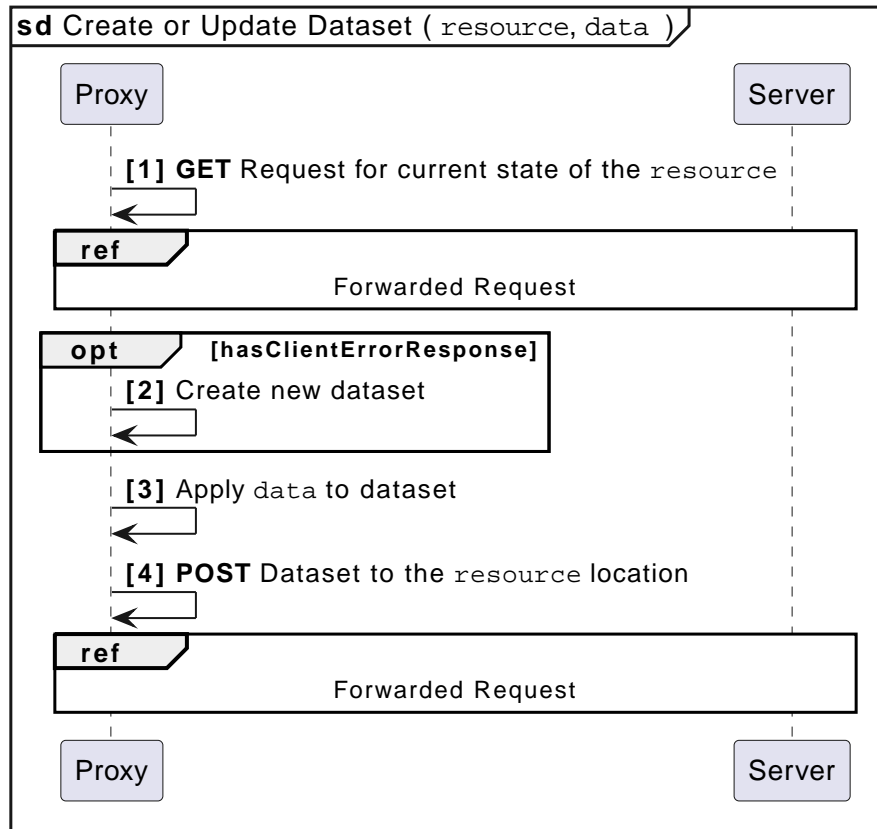 sd Create or Update Dataset ( resource, data )
Proxy Server
[1] GET Request for current state of the resource
ref
Forwarded Request
opt [hasClientErrorResponse]
[2] Create new dataset
[3] Apply data to dataset
[4] POST Dataset to the resource location
ref
Forwarded Request
Proxy Server